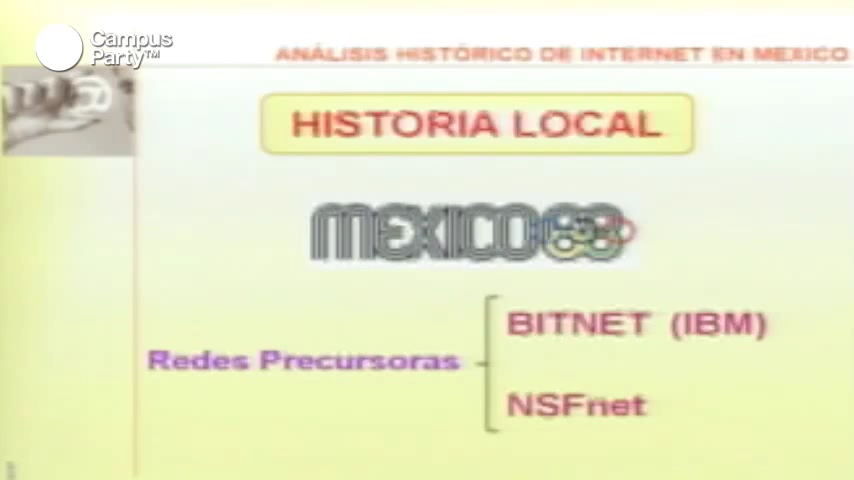 Campus
Party™
ANÁLISIS HISTÓRICO DE INTERNET EN MEXICO
HISTORIA LOCAL
MEXICO68
BITNET (IBM)
Redes Precursoras
NSFnet